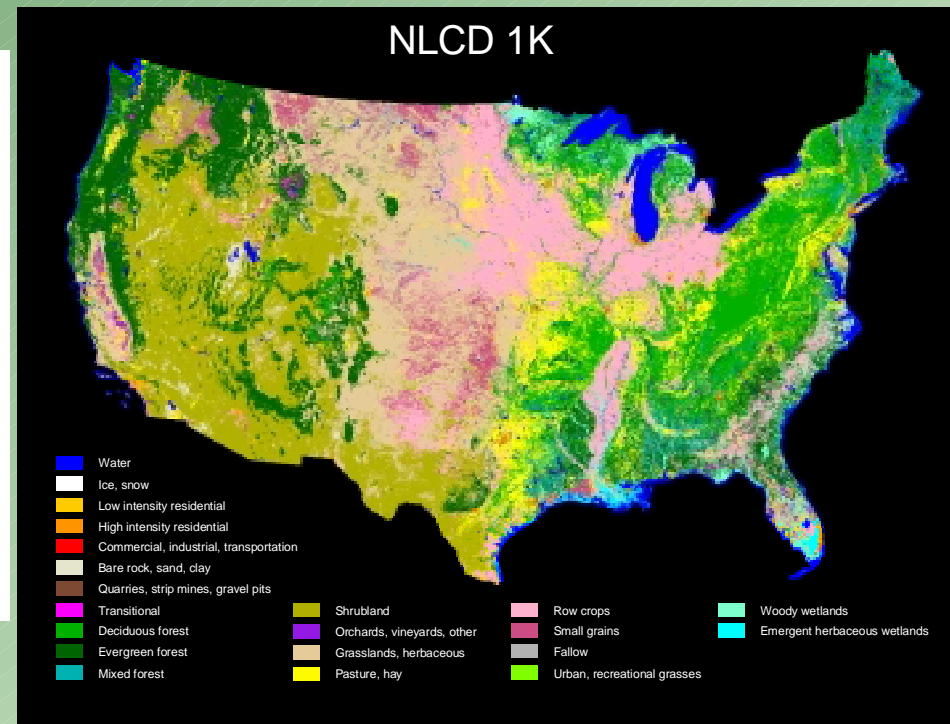 NLCD 1K
Water
Ice, snow
Low intensity residential
High intensity residential
Commercial, industrial, transportation
Bare rock, sand, clay
Quarries, strip mines, gravel pits
Transitional
Deciduous forest
Evergreen forest
Mixed forest
Shrubland
Orchards, vineyards, other
Grasslands, herbaceous
Pasture, hay
Row crops
Small grains
Fallow
Urban, recreational grasses
Woody wetlands
Emergent herbaceous wetlands